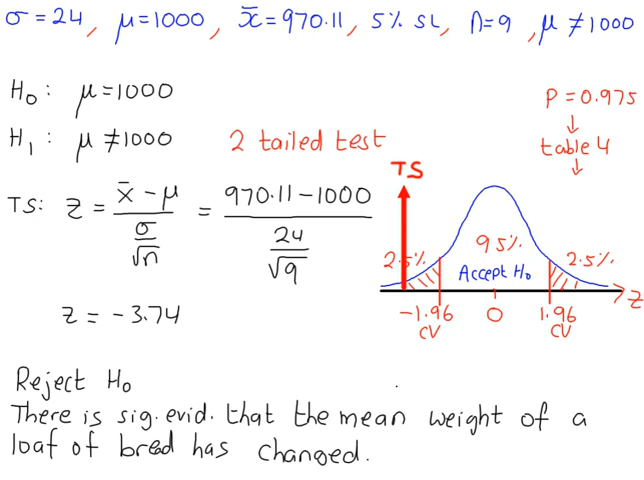 σ = 24, μ = 1000, x̄ = 970.11, 5% SL, n = 9, μ ≠ 1000
H₀: μ = 1000
H₁: μ ≠ 1000
2 tailed test
P = 0.975
↓
table 4
↓
TS: z = (x̄ − μ) / (σ/√n) = (970.11 − 1000) / (24/√9)
z = −3.74
TS
2.5% 95% 2.5%
Accept H₀
−1.96 0 1.96 z
CV CV
Reject H₀
There is sig. evid. that the mean weight of a
loaf of bread has changed.